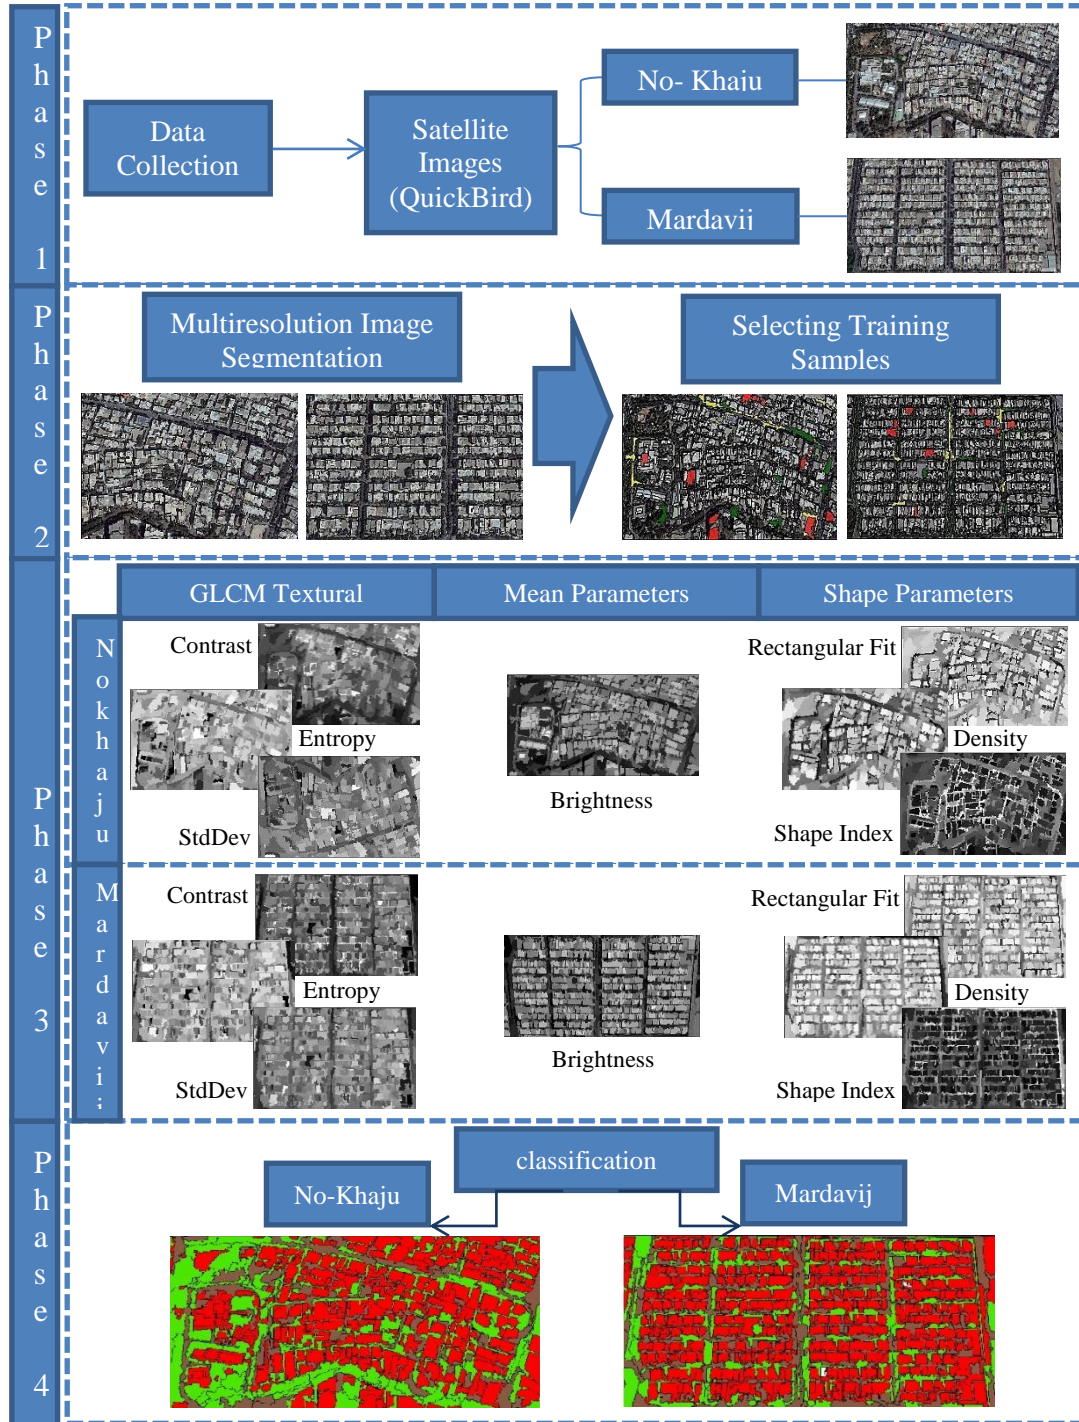 Phase 1
Data
Collection
Satellite
Images
(QuickBird)
No- Khaju
Mardavij
Phase 2
Multiresolution Image
Segmentation
Selecting Training
Samples
Phase 3
GLCM Textural
Mean Parameters
Shape Parameters
Nokhaju
Contrast
Entropy
StdDev
Brightness
Rectangular Fit
Density
Shape Index
Mardavij
Contrast
Entropy
StdDev
Brightness
Rectangular Fit
Density
Shape Index
Phase 4
classification
No-Khaju
Mardavij